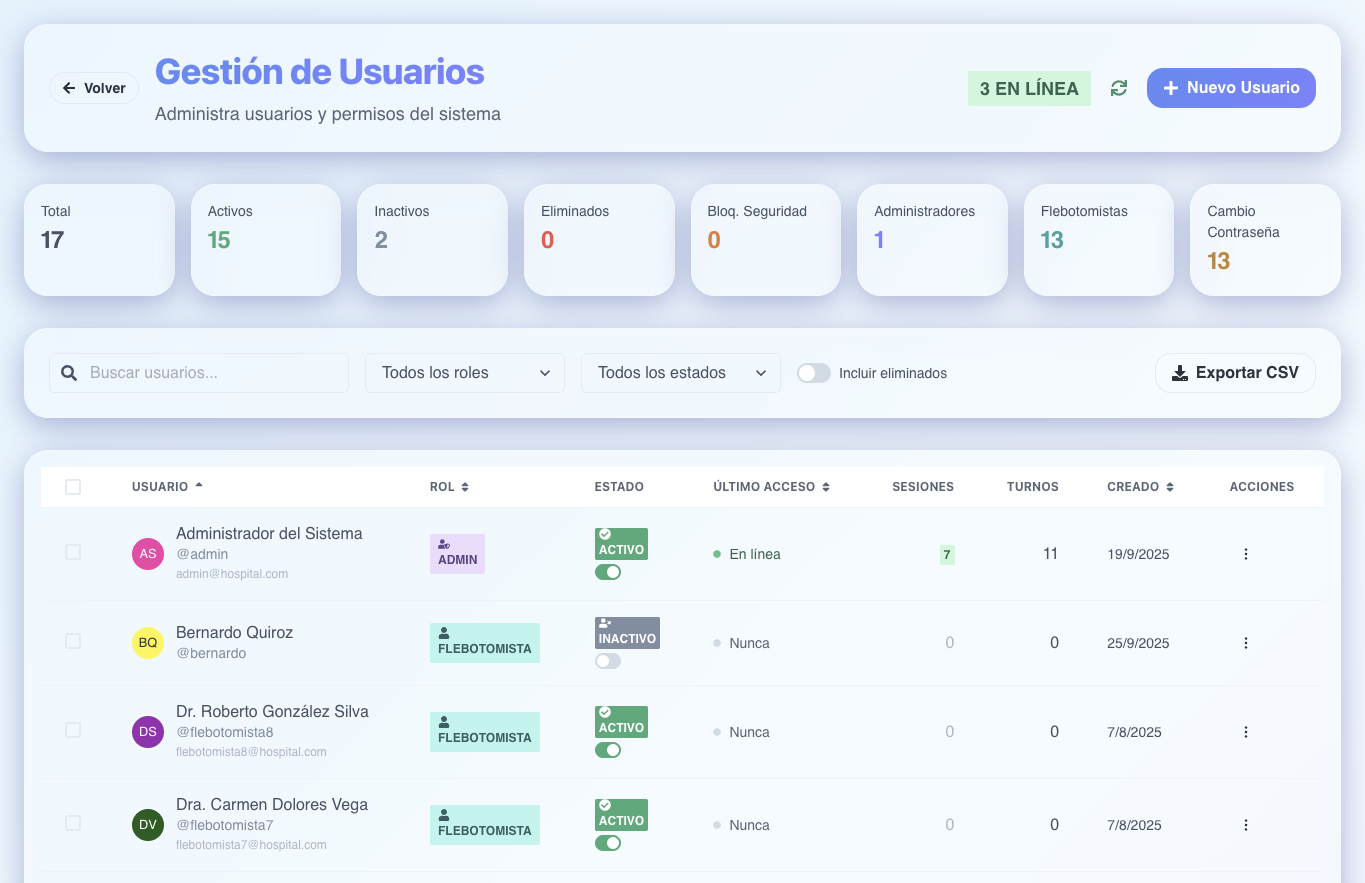 Volver
Gestión de Usuarios
Administra usuarios y permisos del sistema
3 EN LÍNEA
Nuevo Usuario
Total
17
Activos
15
Inactivos
2
Eliminados
0
Bloq. Seguridad
0
Administradores
1
Flebotomistas
13
Cambio
Contraseña
13
Buscar usuarios...
Todos los roles
Todos los estados
Incluir eliminados
Exportar CSV
USUARIO ROL ESTADO ÚLTIMO ACCESO SESIONES TURNOS CREADO ACCIONES
AS
Administrador del Sistema
@admin
admin@hospital.com
ADMIN
ACTIVO
En línea
7
11
19/9/2025
BQ
Bernardo Quiroz
@bernardo
FLEBOTOMISTA
INACTIVO
Nunca
0
0
25/9/2025
DS
Dr. Roberto González Silva
@flebotomista8
flebotomista8@hospital.com
FLEBOTOMISTA
ACTIVO
Nunca
0
0
7/8/2025
DV
Dra. Carmen Dolores Vega
@flebotomista7
flebotomista7@hospital.com
FLEBOTOMISTA
ACTIVO
Nunca
0
0
7/8/2025